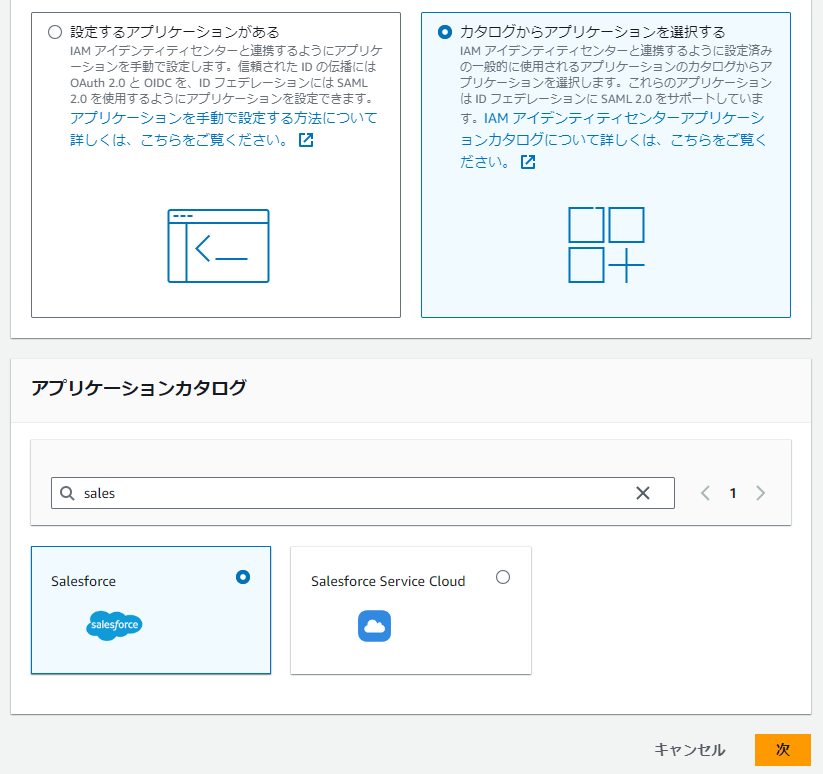 設定するアプリケーションがある
IAM アイデンティティセンターと連携するようにアプリケ
ーションを手動で設定します。信頼された ID の伝播には
OAuth 2.0 と OIDC を、ID フェデレーションには SAML
2.0 を使用するようにアプリケーションを設定できます。
アプリケーションを手動で設定する方法について
詳しくは、こちらをご覧ください。
カタログからアプリケーションを選択する
IAM アイデンティティセンターと連携するように設定済み
の一般的に使用されるアプリケーションのカタログからア
プリケーションを選択します。これらのアプリケーション
は ID フェデレーションに SAML 2.0 をサポートしていま
す。IAM アイデンティティセンターアプリケーシ
ョンカタログについて詳しくは、こちらをご覧く
ださい。
アプリケーションカタログ
sales
1
Salesforce
salesforce
Salesforce Service Cloud
キャンセル
次